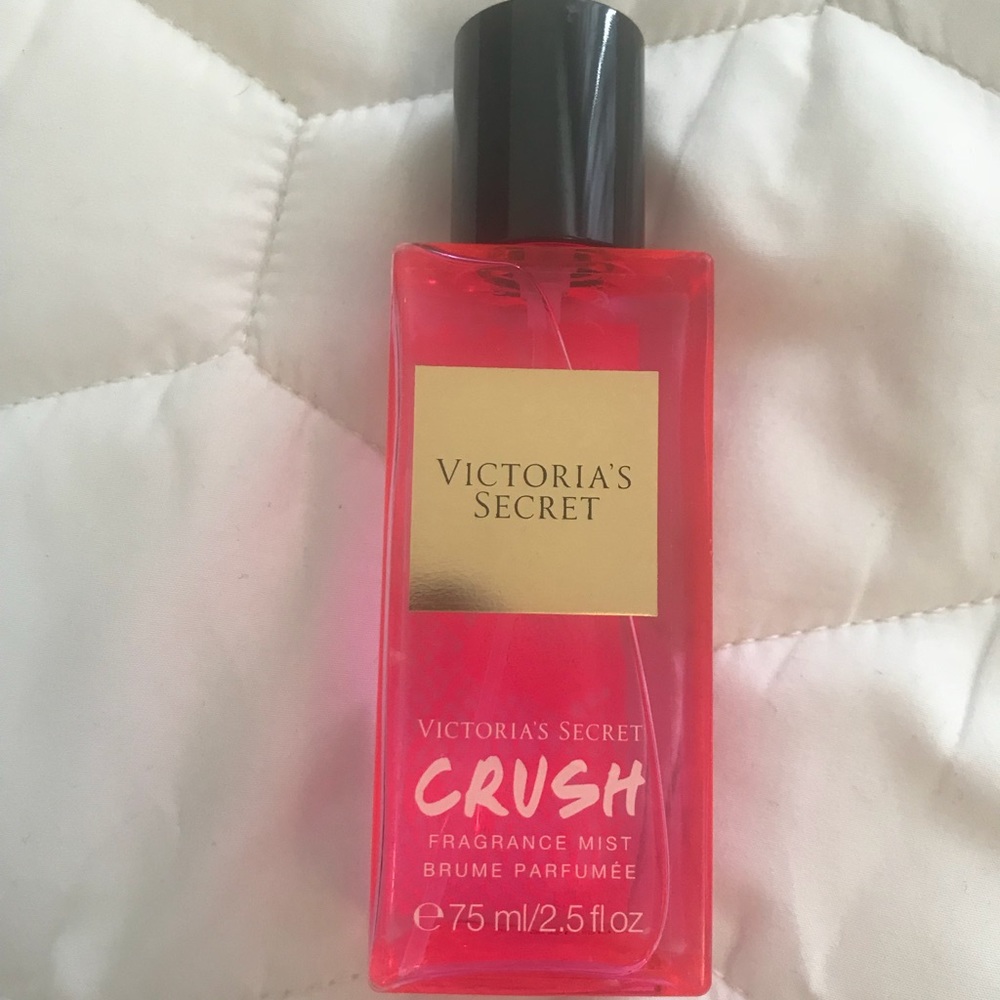 VICTORIA'S
SECRET
VICTORIA'S SECRET
CRUSH
FRAGRANCE MIST
BRUME PARFUMÉE
℮ 75 ml/2.5 fl oz